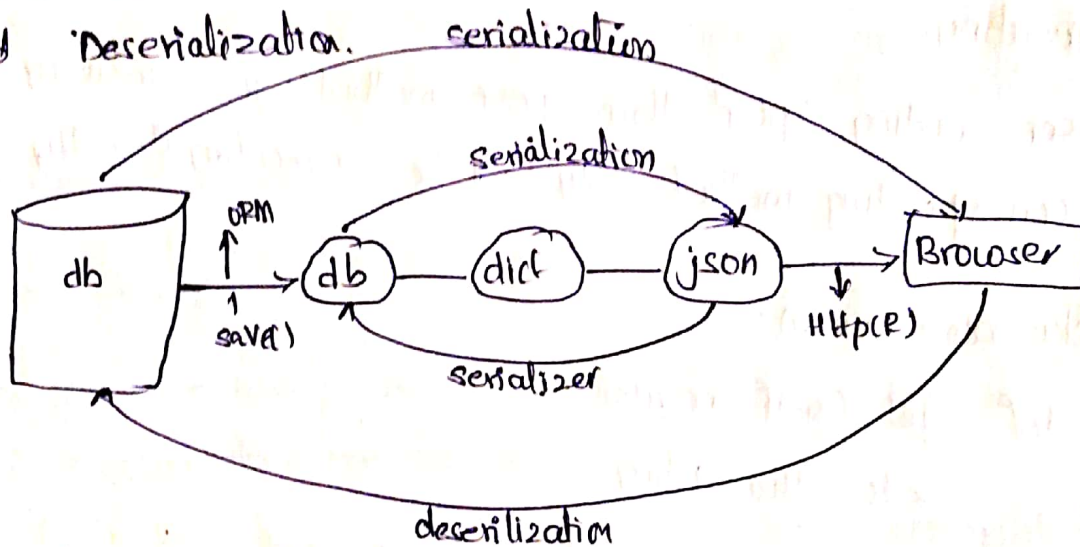 Deserialization.
serialization
serialization
ORM
db
db
dict
json
Browser
save()
Http(R)
serializer
deserilization